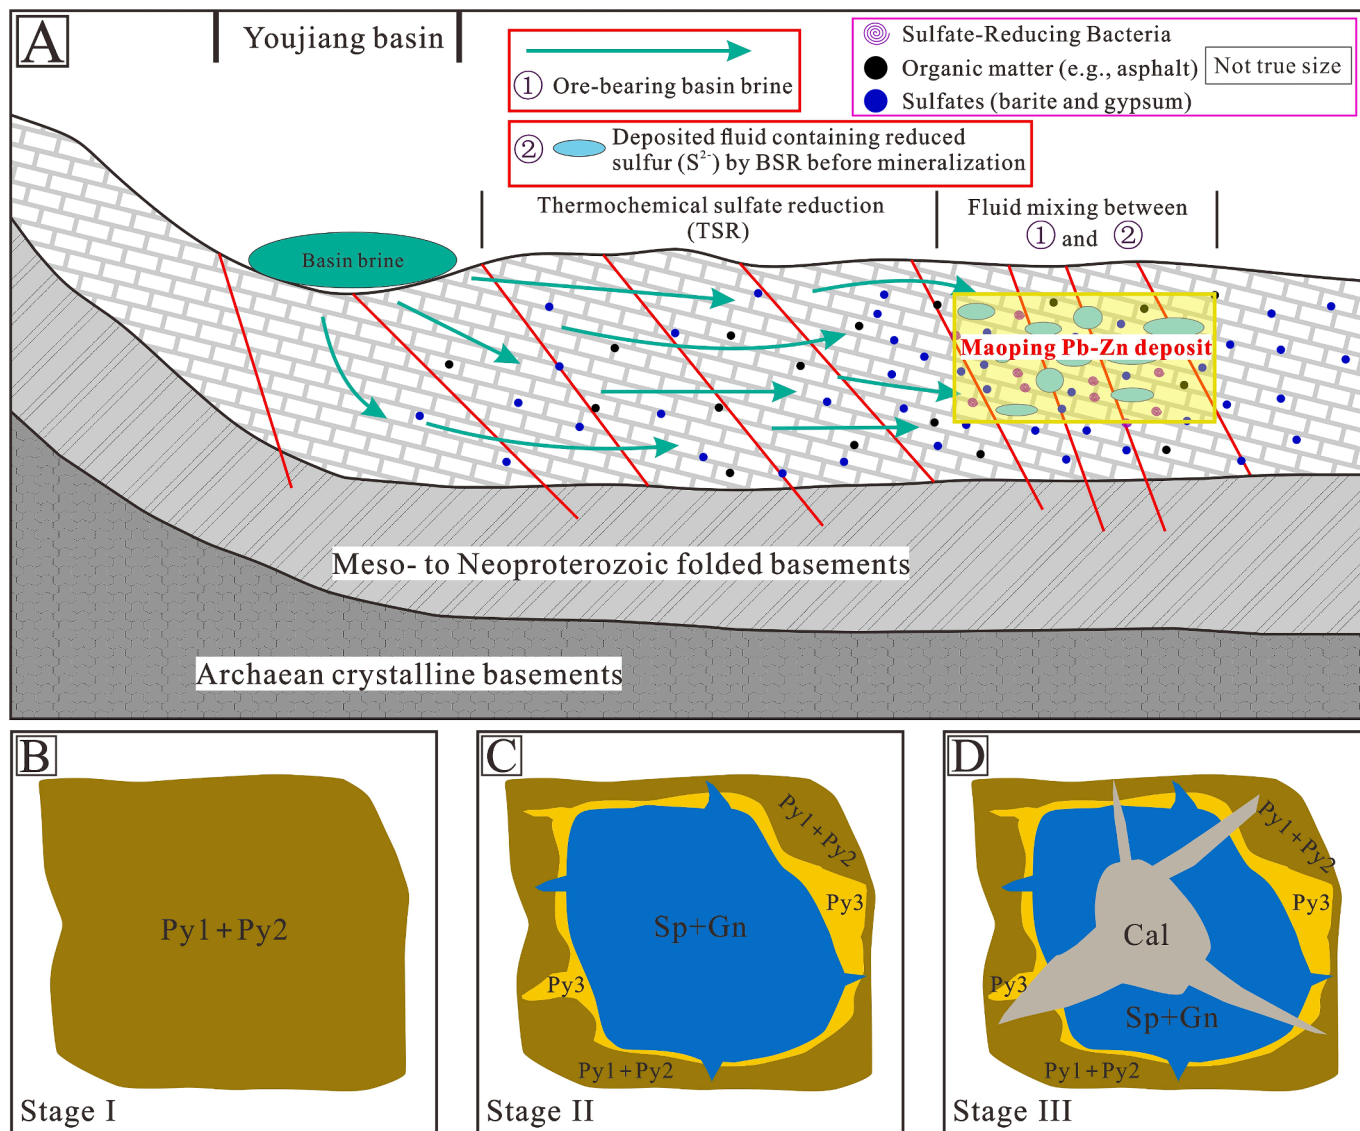 A
Youjiang basin
① Ore-bearing basin brine
Sulfate-Reducing Bacteria
Organic matter (e.g., asphalt)
Not true size
Sulfates (barite and gypsum)
② Deposited fluid containing reduced
sulfur (S²⁻) by BSR before mineralization
Thermochemical sulfate reduction
(TSR)
Fluid mixing between
① and ②
Basin brine
Maoping Pb-Zn deposit
Meso- to Neoproterozoic folded basements
Archaean crystalline basements
B
Py1+Py2
Stage I
C
Py1+Py2
Py3
Sp+Gn
Py3
Py1+Py2
Stage II
D
Py1+Py2
Py3
Cal
Py3
Sp+Gn
Py1+Py2
Stage III